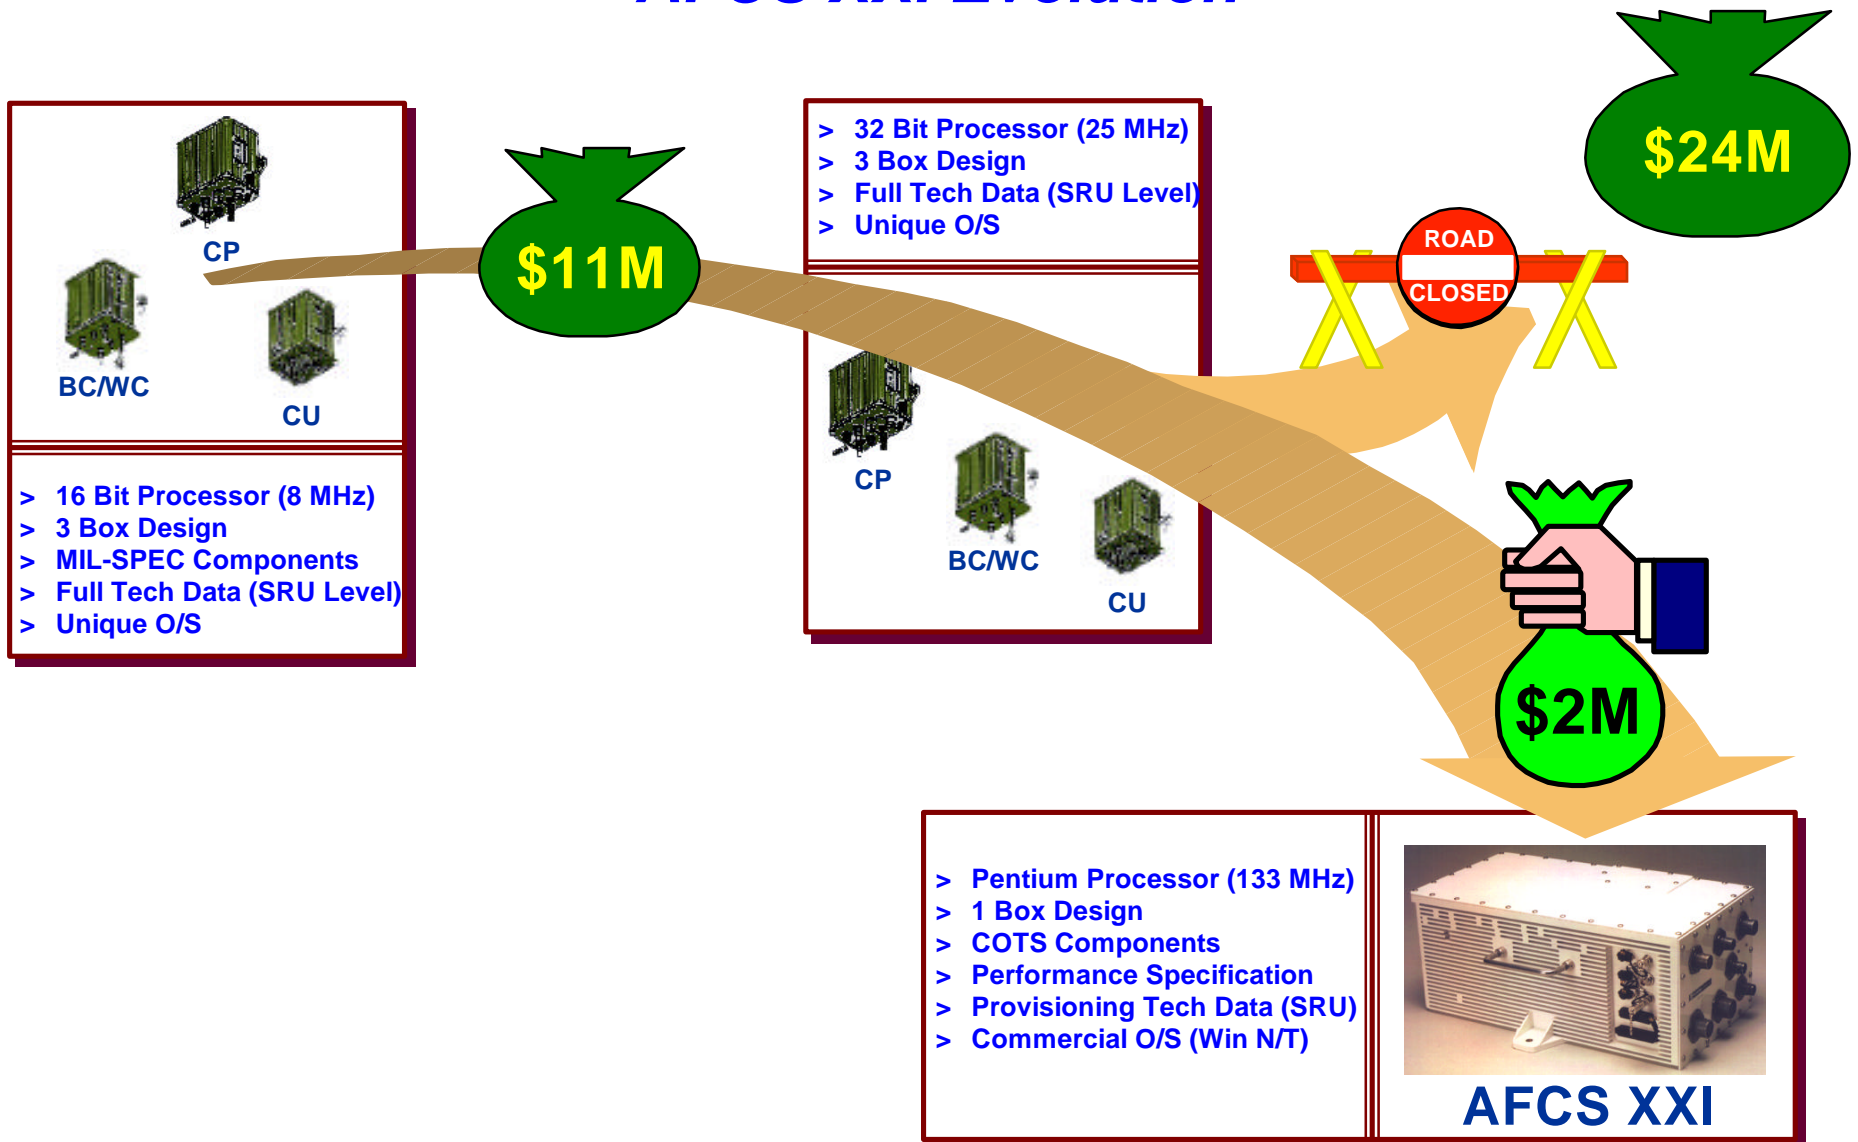 $24M
CP
BC/WC
CU
> 16 Bit Processor (8 MHz)
> 3 Box Design
> MIL-SPEC Components
> Full Tech Data (SRU Level)
> Unique O/S
$11M
> 32 Bit Processor (25 MHz)
> 3 Box Design
> Full Tech Data (SRU Level)
> Unique O/S
CP
BC/WC
CU
ROAD
CLOSED
$2M
> Pentium Processor (133 MHz)
> 1 Box Design
> COTS Components
> Performance Specification
> Provisioning Tech Data (SRU)
> Commercial O/S (Win N/T)
AFCS XXI